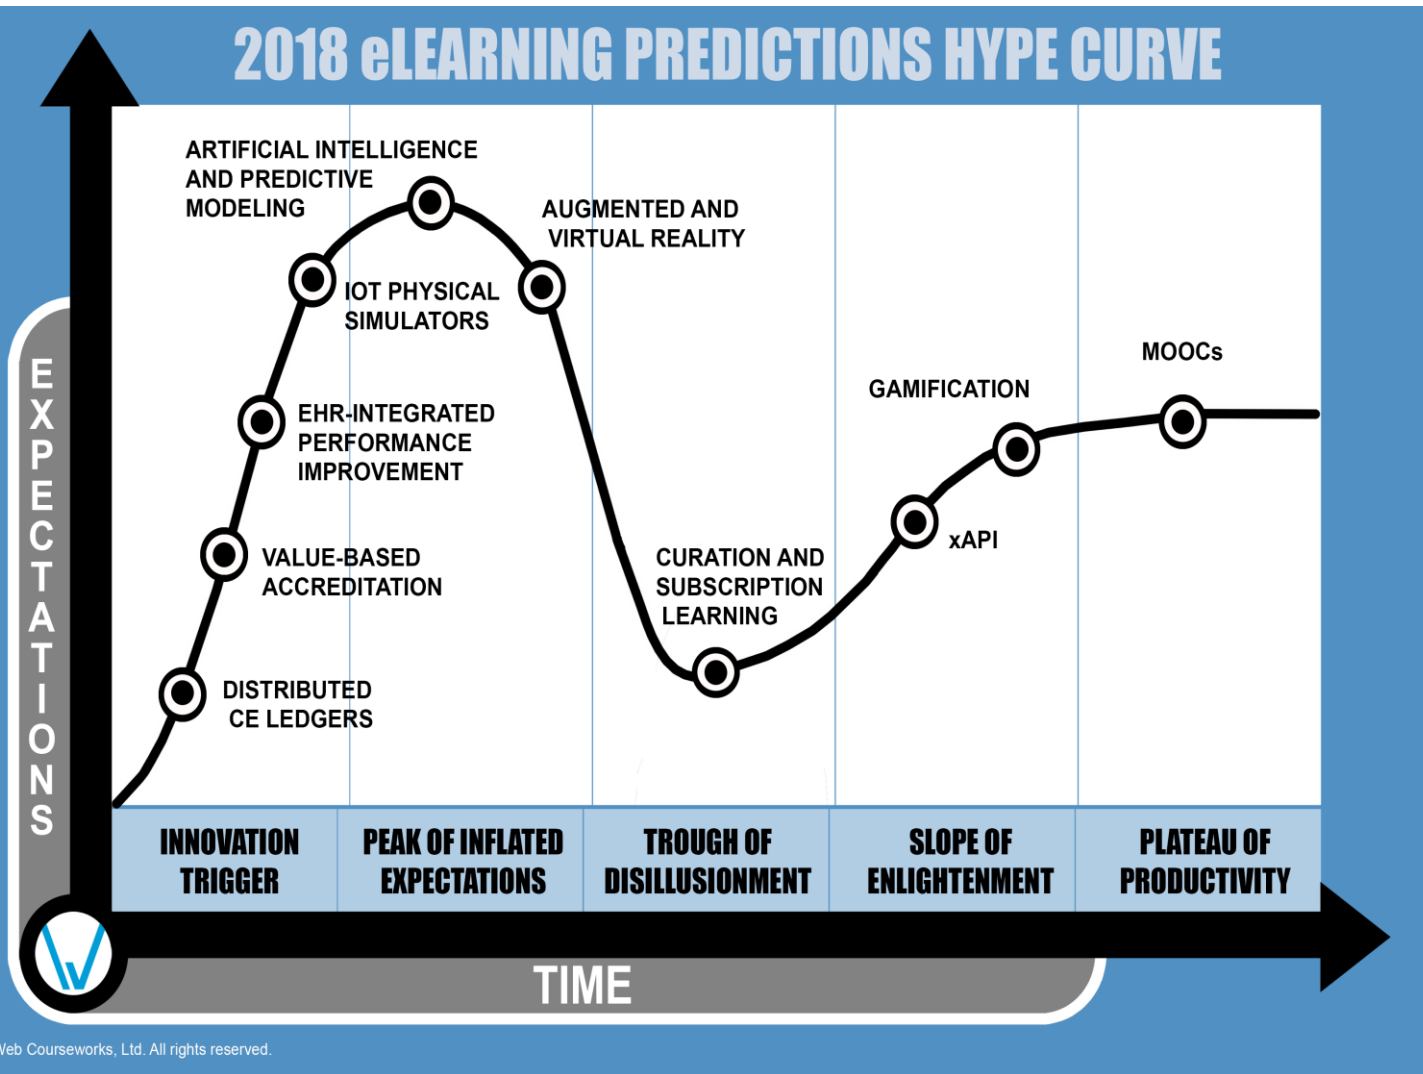 2018 eLEARNING PREDICTIONS HYPE CURVE
ARTIFICIAL INTELLIGENCE
AND PREDICTIVE
MODELING
AUGMENTED AND
VIRTUAL REALITY
IOT PHYSICAL
SIMULATORS
MOOCs
GAMIFICATION
EHR-INTEGRATED
PERFORMANCE
IMPROVEMENT
xAPI
VALUE-BASED
ACCREDITATION
CURATION AND
SUBSCRIPTION
LEARNING
DISTRIBUTED
CE LEDGERS
EXPECTATIONS
INNOVATION
TRIGGER
PEAK OF INFLATED
EXPECTATIONS
TROUGH OF
DISILLUSIONMENT
SLOPE OF
ENLIGHTENMENT
PLATEAU OF
PRODUCTIVITY
W
TIME
Web Courseworks, Ltd. All rights reserved.